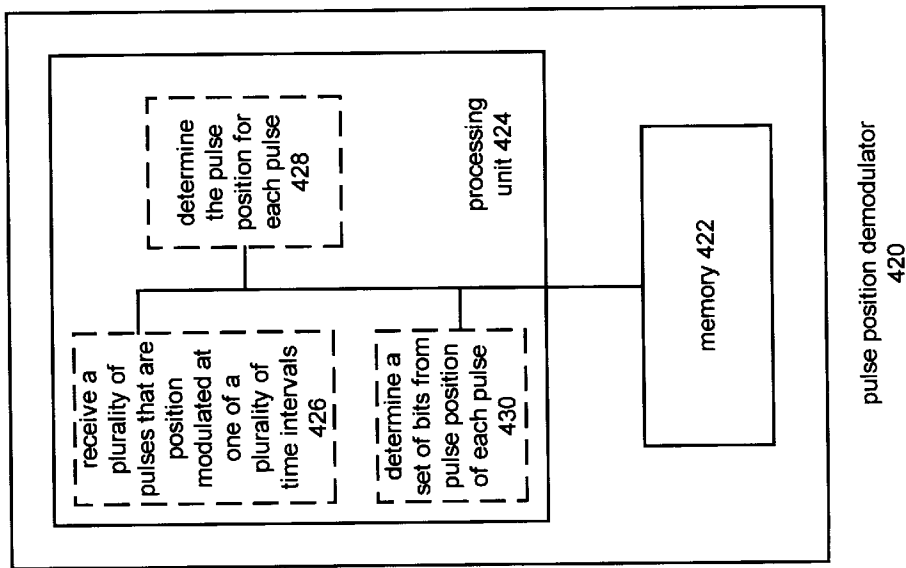 receive a
plurality of
pulses that are
position
modulated at
one of a
plurality of
time intervals
426
determine
the pulse
position for
each pulse
428
determine a
set of bits from
pulse position
of each pulse
430
processing
unit 424
memory 422
pulse position demodulator
420